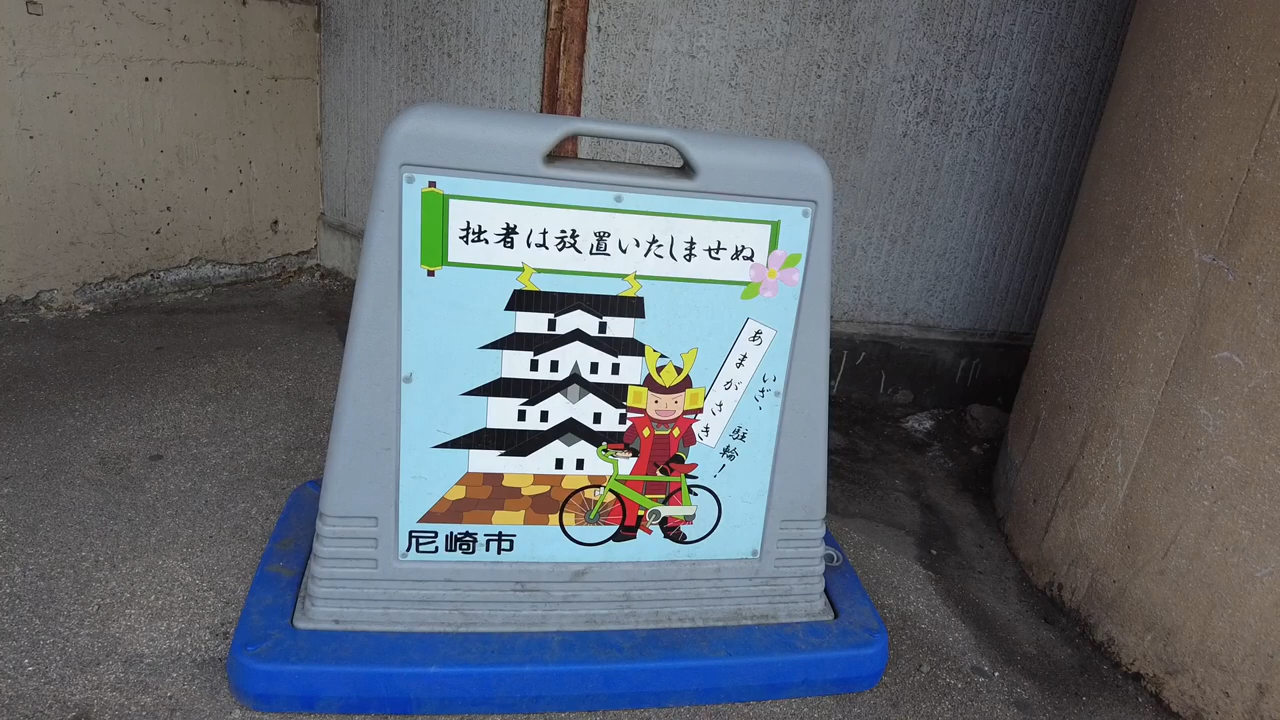 拙者は放置いたしませぬ
あまがさき
いざ、
駐輪！
尼崎市